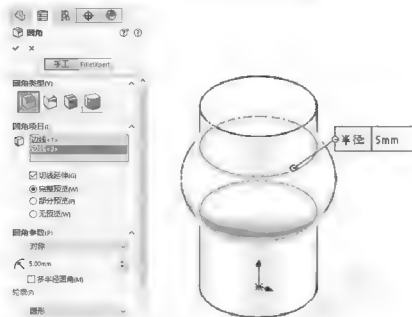 圆角
手工 FilletXpert
圆角类型(Y)
圆角项目(I)
边线<1>
边线<2>
切线延伸(G)
完整预览(W)
部分预览(P)
无预览(W)
圆角参数(P)
对称
5.00mm
多半径圆角(M)
轮廓(P)
圆形
半径 5mm